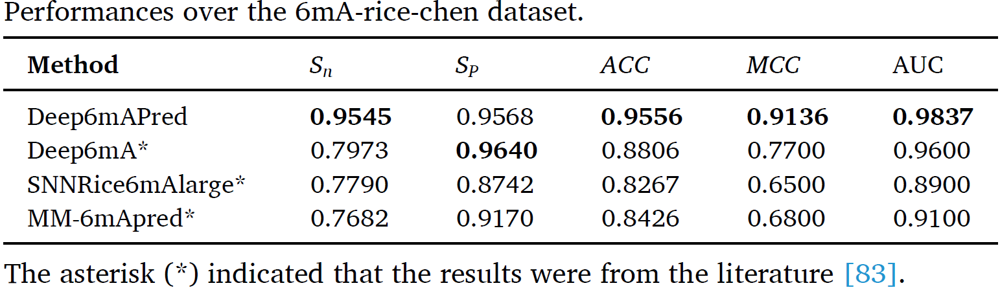 Performances over the 6mA-rice-chen dataset.
Method Sn SP ACC MCC AUC
Deep6mAPred 0.9545 0.9568 0.9556 0.9136 0.9837
Deep6mA* 0.7973 0.9640 0.8806 0.7700 0.9600
SNNRice6mAlarge* 0.7790 0.8742 0.8267 0.6500 0.8900
MM-6mApred* 0.7682 0.9170 0.8426 0.6800 0.9100
The asterisk (*) indicated that the results were from the literature [83].